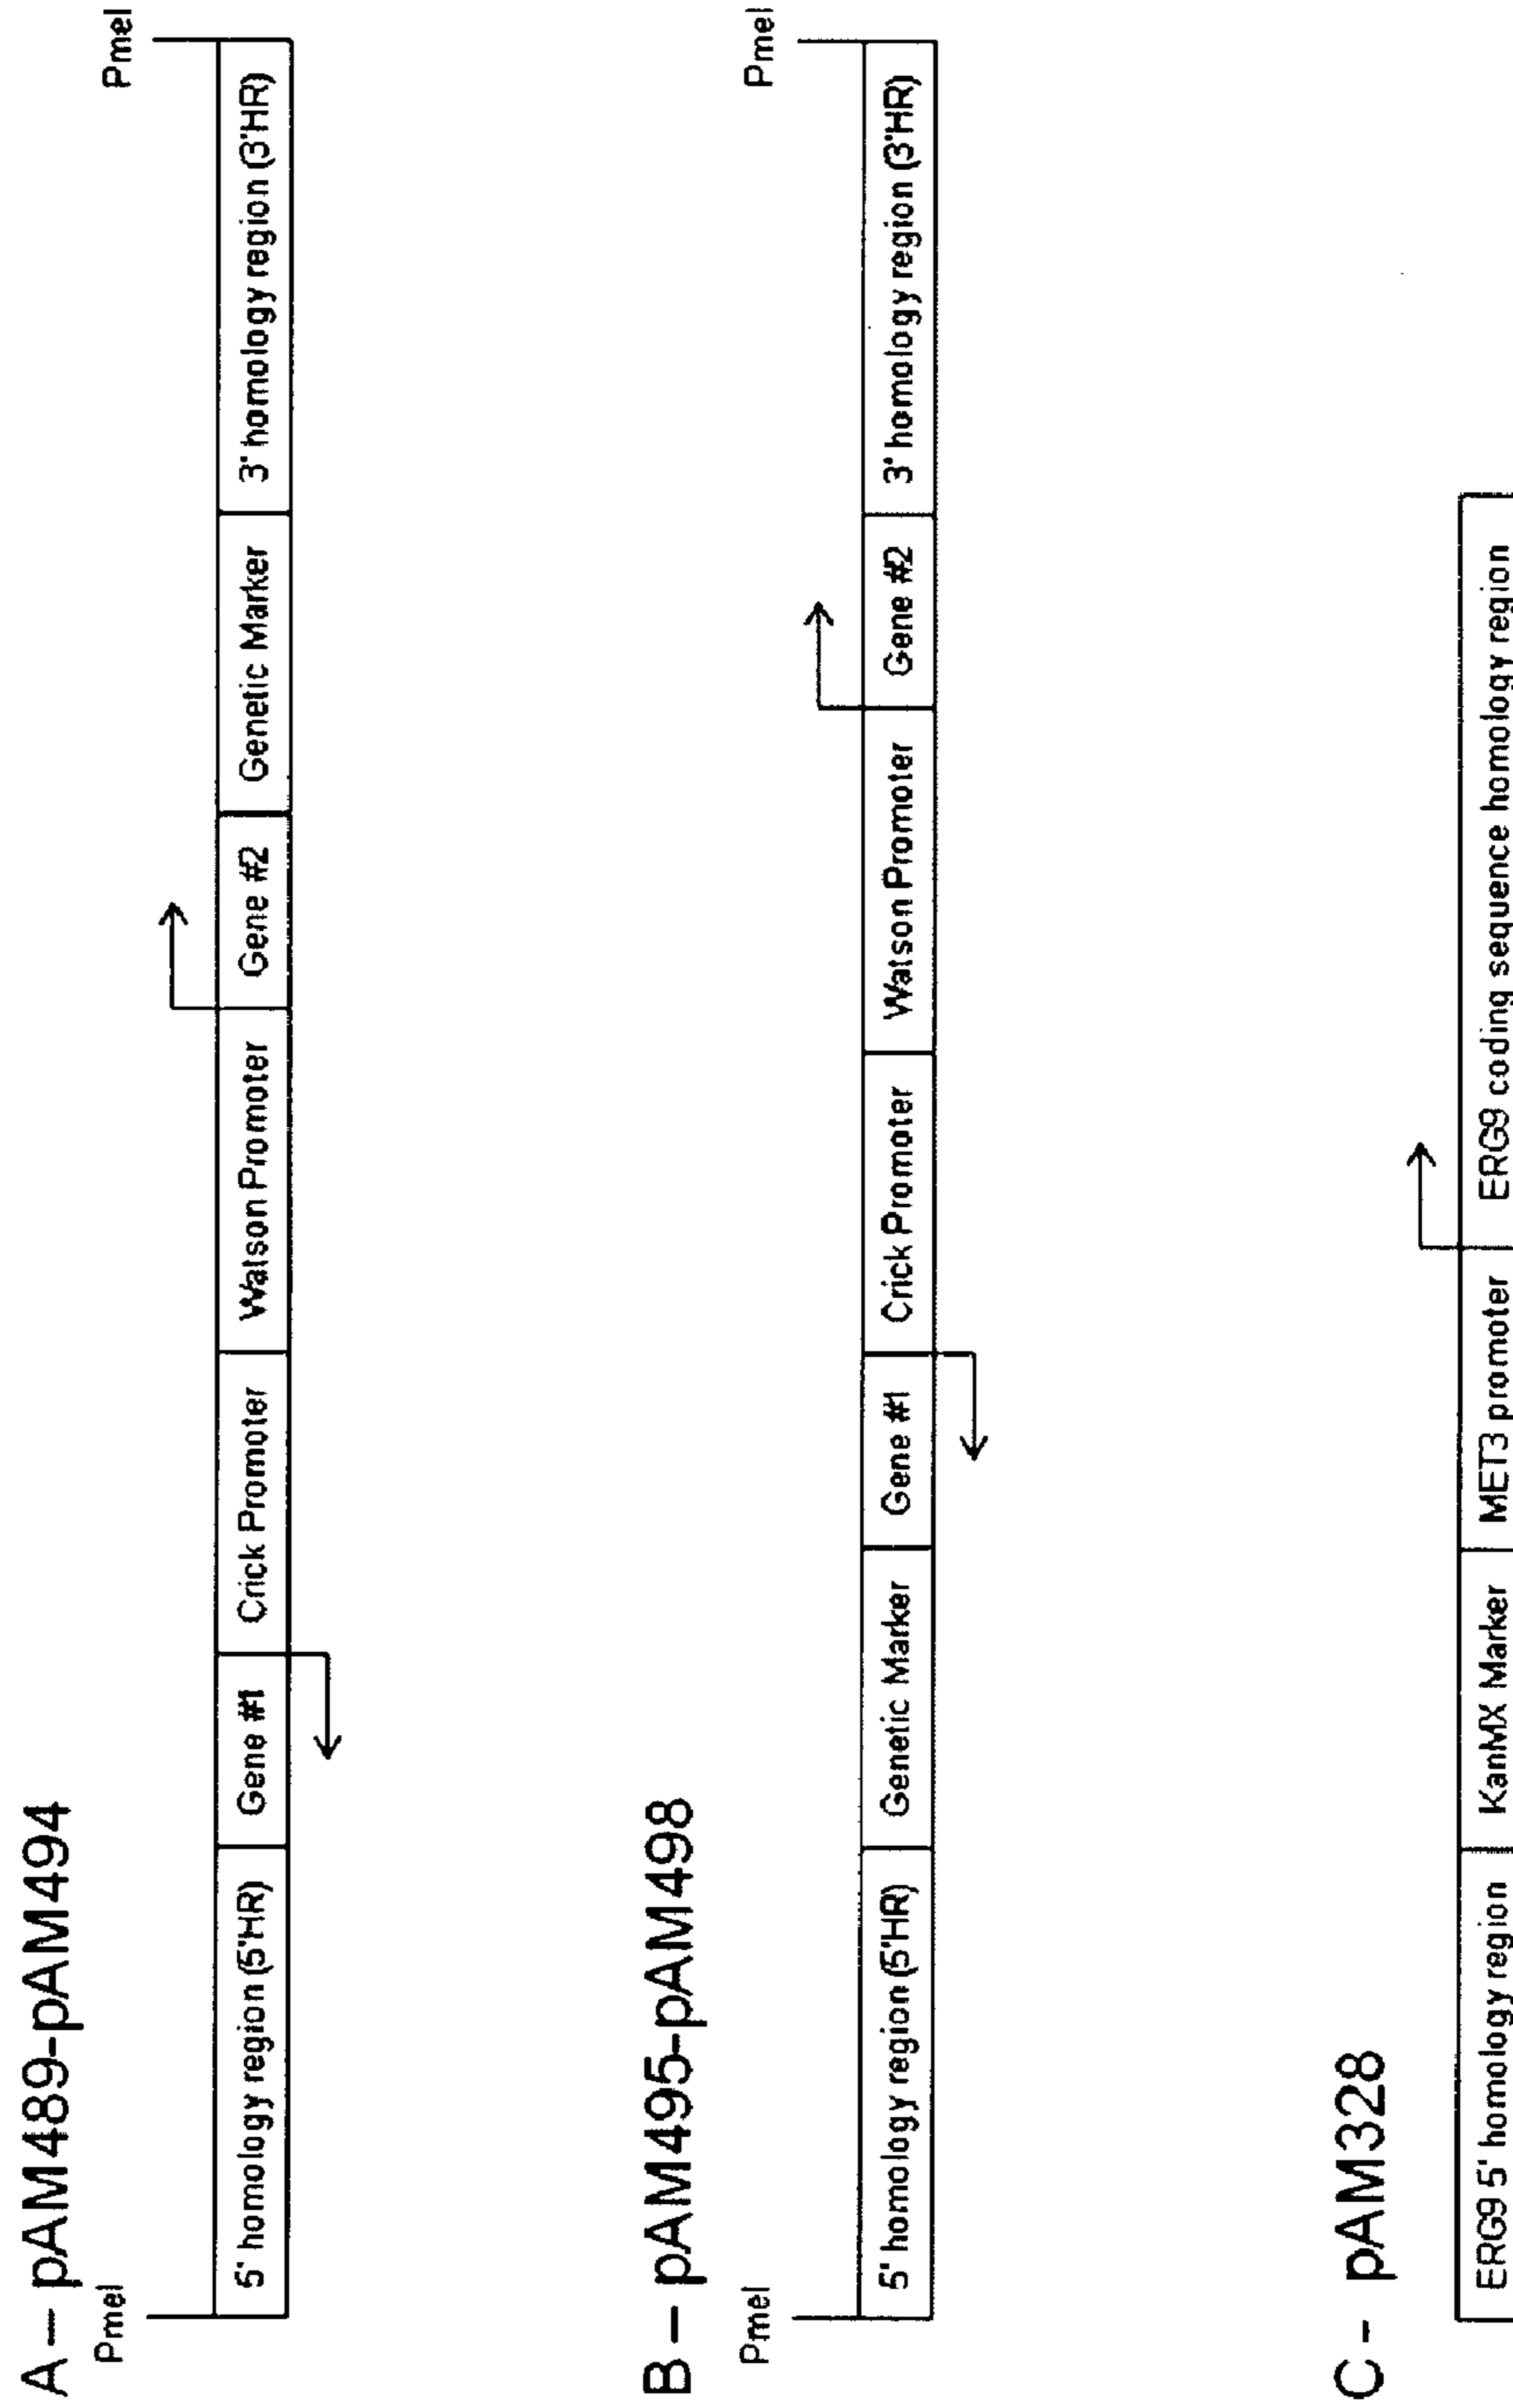 A – pAM489-pAM494
PmeI
PmeI
5' homology region (5'HR) Gene #1 Crick Promoter Watson Promoter Gene #2 Genetic Marker 3' homology region (3'HR)
B – pAM495-pAM498
PmeI
PmeI
5' homology region (5'HR) Genetic Marker Gene #1 Crick Promoter Watson Promoter Gene #2 3' homology region (3'HR)
C - pAM328
ERG9 5' homology region KanMX Marker MET3 promoter ERG9 coding sequence homology region